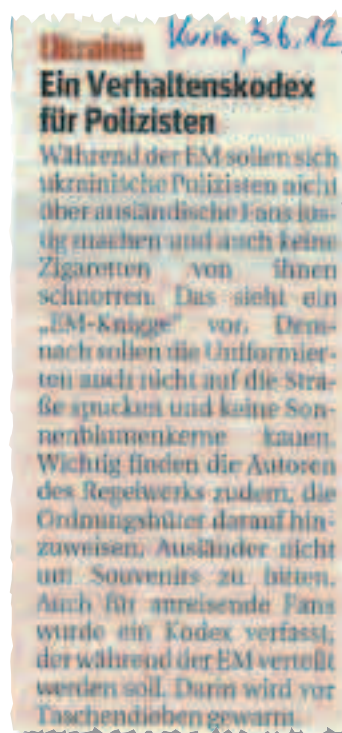 Ukraine Kurier, 3.6.12
Ein Verhaltenskodex
für Polizisten
Während der EM sollen sich
ukrainische Polizisten nicht
über ausländische Fans lus-
tig machen und auch keine
Zigaretten von ihnen
schnorren. Das sieht ein
„EM-Knigge“ vor. Dem-
nach sollen die Uniformier-
ten auch nicht auf die Stra-
ße spucken und keine Son-
nenblumenkerne kauen.
Wichtig finden die Autoren
des Regelwerks zudem, die
Ordnungshüter darauf hin-
zuweisen, Ausländer nicht
um Souvenirs zu bitten.
Auch für anreisende Fans
wurde ein Kodex verfasst,
der während der EM verteilt
werden soll. Darin wird vor
Taschendieben gewarnt.